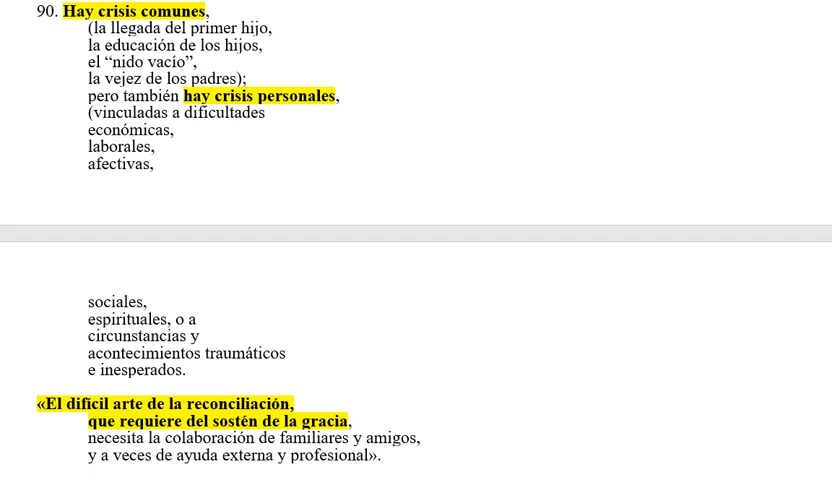 90. Hay crisis comunes,
(la llegada del primer hijo,
la educación de los hijos,
el “nido vacío”,
la vejez de los padres);
pero también hay crisis personales,
(vinculadas a dificultades
económicas,
laborales,
afectivas,
sociales,
espirituales, o a
circunstancias y
acontecimientos traumáticos
e inesperados.
«El difícil arte de la reconciliación,
que requiere del sostén de la gracia,
necesita la colaboración de familiares y amigos,
y a veces de ayuda externa y profesional».